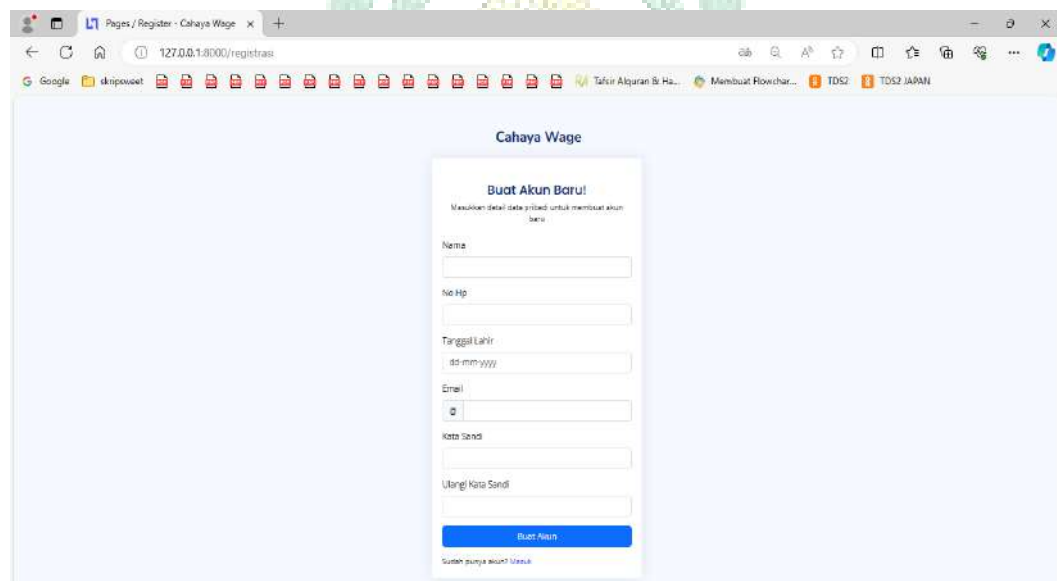 Pages / Register - Cahaya Wage
127.0.0.1:8000/registrasi
Google
skripsweet
Tafsir Alquran & Ha...
Membuat Flowchar...
TDS2
TDS2 JAPAN
Cahaya Wage
Buat Akun Baru!
Masukkan detail data pribadi untuk membuat akun
baru
Nama
No Hp
Tanggal Lahir
dd-mm-yyyy
Email
@
Kata Sandi
Ulangi Kata Sandi
Buat Akun
Sudah punya akun? Masuk